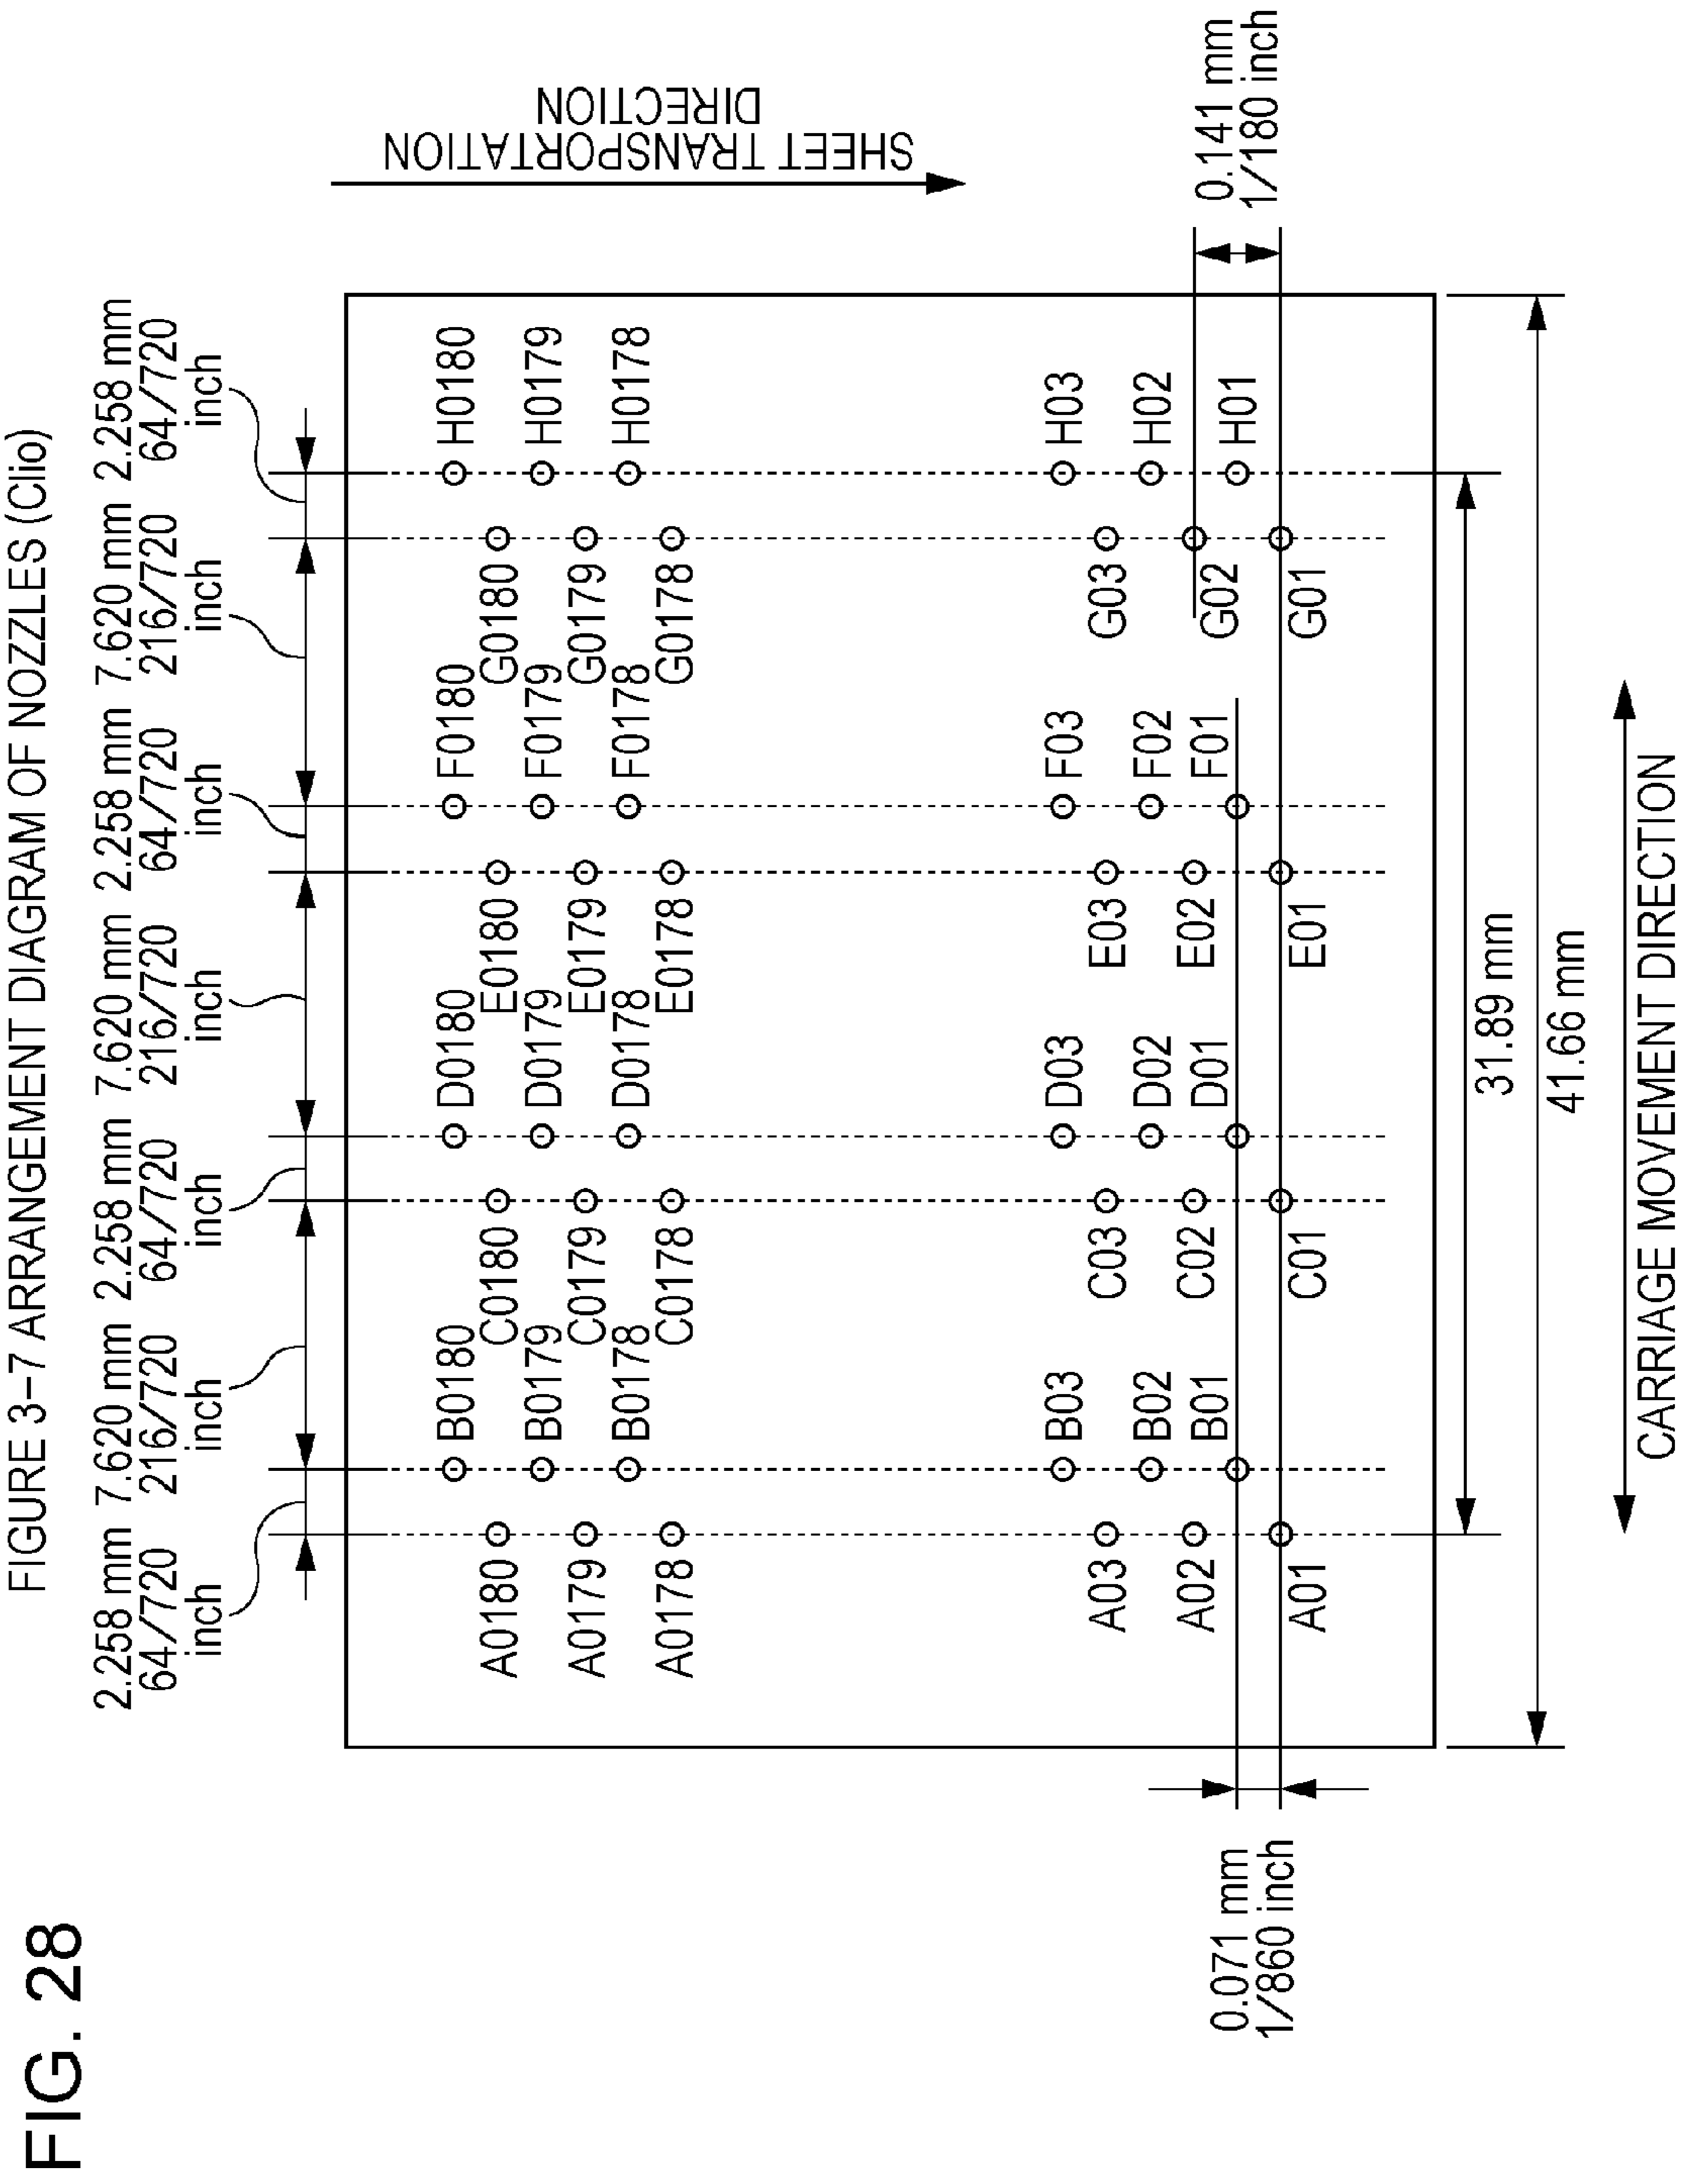 FIG. 28
FIGURE 3-7 ARRANGEMENT DIAGRAM OF NOZZLES (Clio)
2.258 mm 7.620 mm 2.258 mm 7.620 mm 2.258 mm 7.620 mm 2.258 mm
64/720 216/720 64/720 216/720 64/720 216/720 64/720
inch inch inch inch inch inch inch
SHEET TRANSPORTATION
DIRECTION
B0180 D0180 F0180 H0180
A0180 C0180 E0180 G0180
B0179 D0179 F0179 H0179
A0179 C0179 E0179 G0179
B0178 D0178 F0178 H0178
A0178 C0178 E0178 G0178
B03 D03 F03 H03
A03 C03 E03 G03
B02 D02 F02 H02
A02 C02 E02 G02
B01 D01 F01 H01
A01 C01 E01 G01
0.071 mm
1/860 inch
0.141 mm
1/180 inch
31.89 mm
41.66 mm
CARRIAGE MOVEMENT DIRECTION